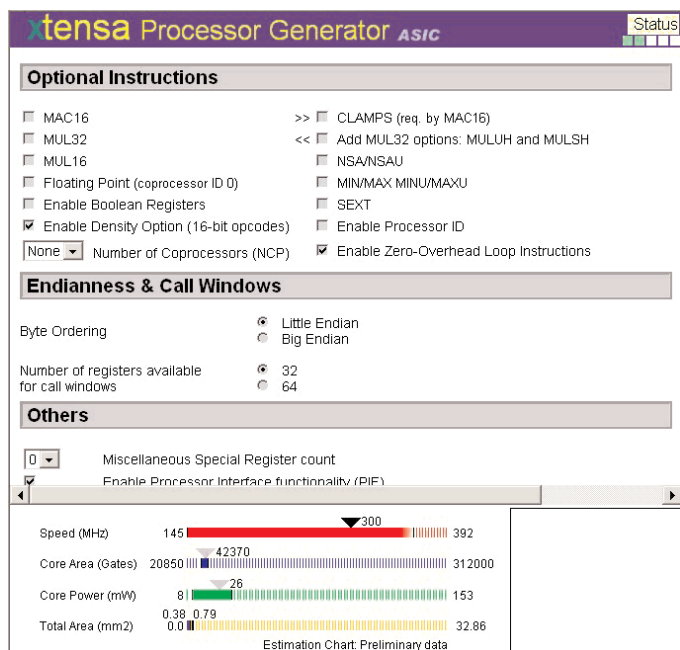 xtensa Processor Generator ASIC
Status
Optional Instructions
MAC16
>> CLAMPS (req. by MAC16)
MUL32
<< Add MUL32 options: MULUH and MULSH
MUL16
NSA/NSAU
Floating Point (coprocessor ID 0)
MIN/MAX MINU/MAXU
Enable Boolean Registers
SEXT
Enable Density Option (16-bit opcodes)
Enable Processor ID
None Number of Coprocessors (NCP)
Enable Zero-Overhead Loop Instructions
Endianness & Call Windows
Byte Ordering
Little Endian
Big Endian
Number of registers available
for call windows
32
64
Others
0 Miscellaneous Special Register count
Enable Processor Interface functionality (PIF)
300
Speed (MHz) 145 392
42370
Core Area (Gates) 20850 312000
26
Core Power (mW) 8 153
0.38 0.79
Total Area (mm2) 0.0 32.86
Estimation Chart: Preliminary data